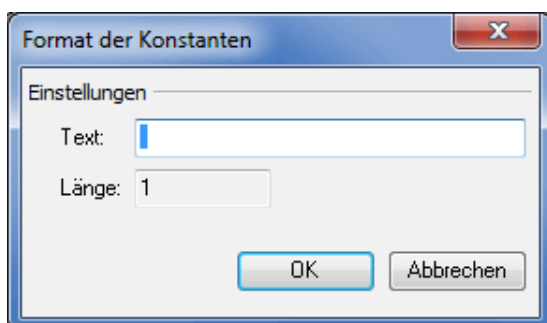 Format der Konstanten
Einstellungen
Text:
Länge: 1
OK Abbrechen